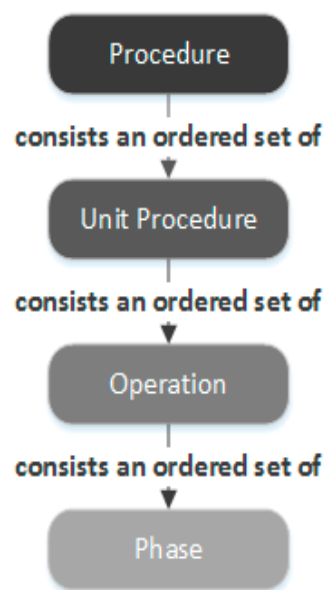 Procedure
consists an ordered set of
Unit Procedure
consists an ordered set of
Operation
consists an ordered set of
Phase